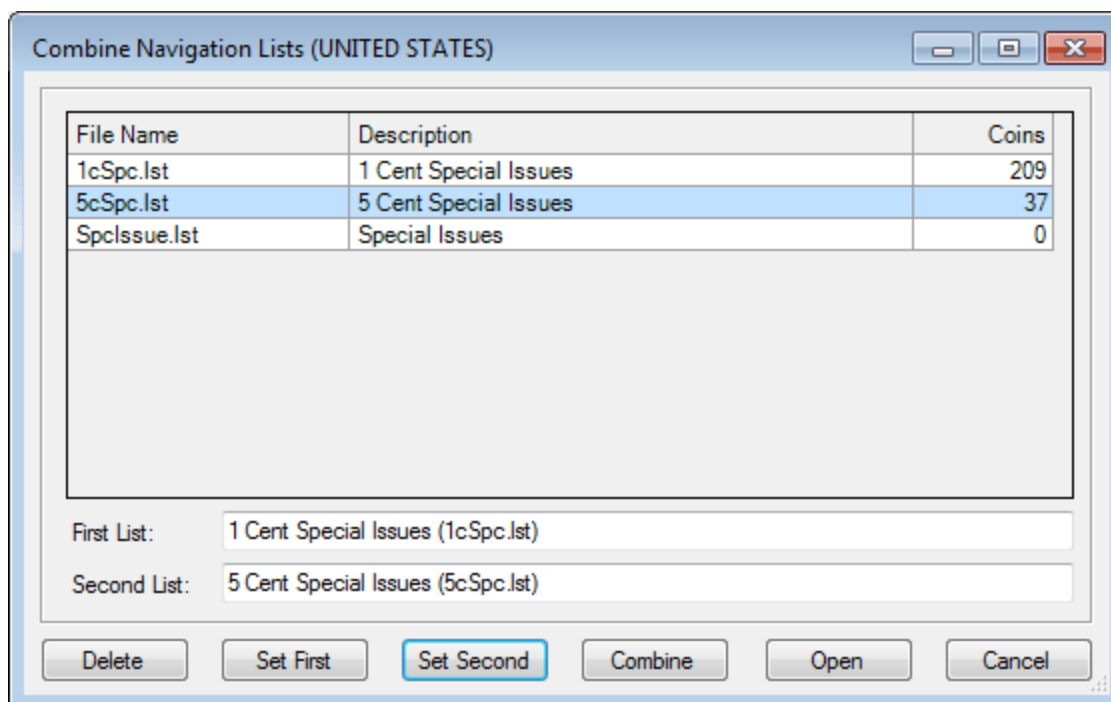 Combine Navigation Lists (UNITED STATES)
File Name Description Coins
1cSpc.lst 1 Cent Special Issues 209
5cSpc.lst 5 Cent Special Issues 37
SpcIssue.lst Special Issues 0
First List: 1 Cent Special Issues (1cSpc.lst)
Second List: 5 Cent Special Issues (5cSpc.lst)
Delete Set First Set Second Combine Open Cancel